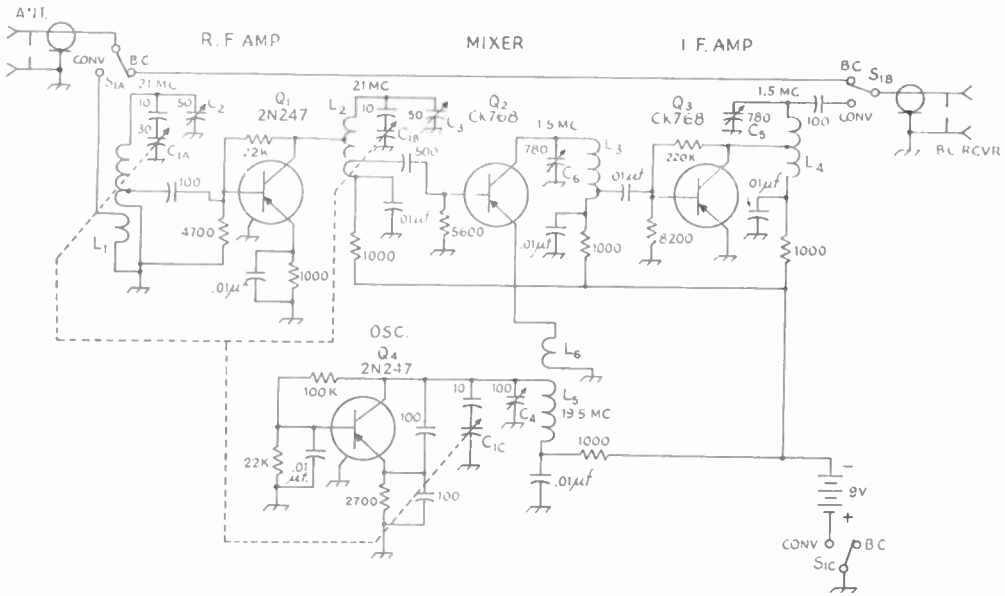 ANT.
R.F AMP
MIXER
I F. AMP
CONV
BC
S1A
BC
S1B
CONV
BC RCVR
21 MC
10
50
C2
30
C1A
100
L1
4700
22K
Q1
2N247
.01μf
1000
L2
21 MC
10
50
C3
C1B
500
.01μf
1000
5600
Q2
CK768
1.5 MC
780
C6
L3
.01μf
1000
.01μf
8200
220K
Q3
CK768
1.5 MC
780
C5
100
L4
.01μf
1000
OSC.
Q4
2N247
100K
22K
.01
μf.
2700
100
100
10
100
C4
C1C
L6
L5
19.5 MC
1000
.01μf
9V
−
+
CONV
BC
S1C